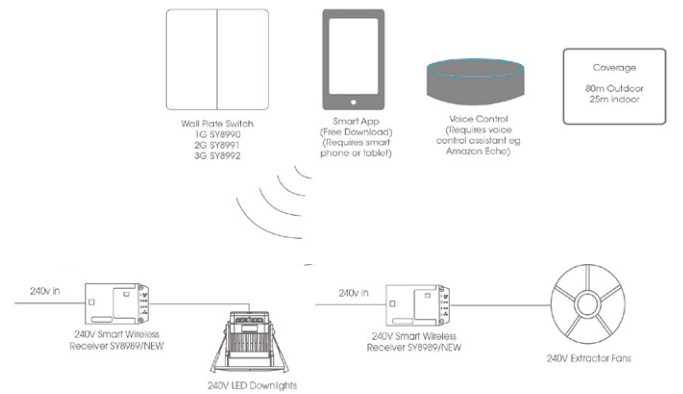 Wall Plate Switch
1G SY8990
2G SY8991
3G SY8992
Smart App
(Free Download)
(Requires smart
phone or tablet)
Voice Control
(Requires voice
control assistant eg
Amazon Echo)
Coverage
80m Outdoor
25m indoor
240v in
240V Smart Wireless
Receiver SY8989/NEW
240V LED Downlights
240v in
240V Smart Wireless
Receiver SY8989/NEW
240V Extractor Fans